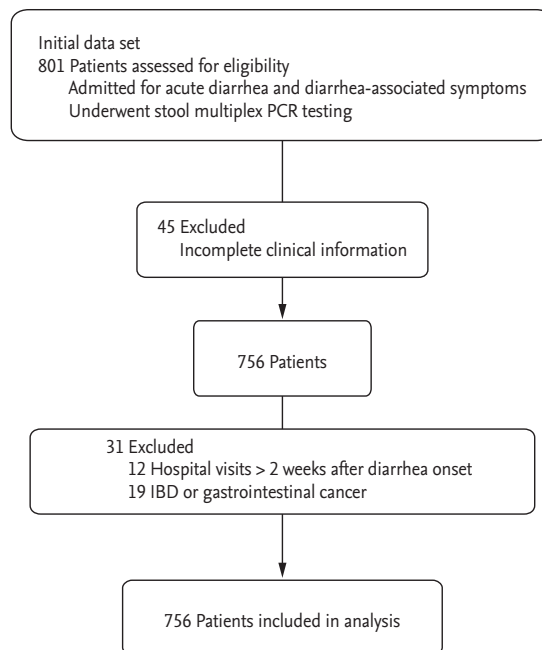 Initial data set
801 Patients assessed for eligibility
Admitted for acute diarrhea and diarrhea-associated symptoms
Underwent stool multiplex PCR testing
45 Excluded
Incomplete clinical information
756 Patients
31 Excluded
12 Hospital visits > 2 weeks after diarrhea onset
19 IBD or gastrointestinal cancer
756 Patients included in analysis